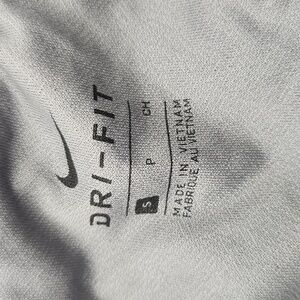 DRI-FIT
S P CH
MADE IN VIETNAM
FABRIQUÉ AU VIETNAM